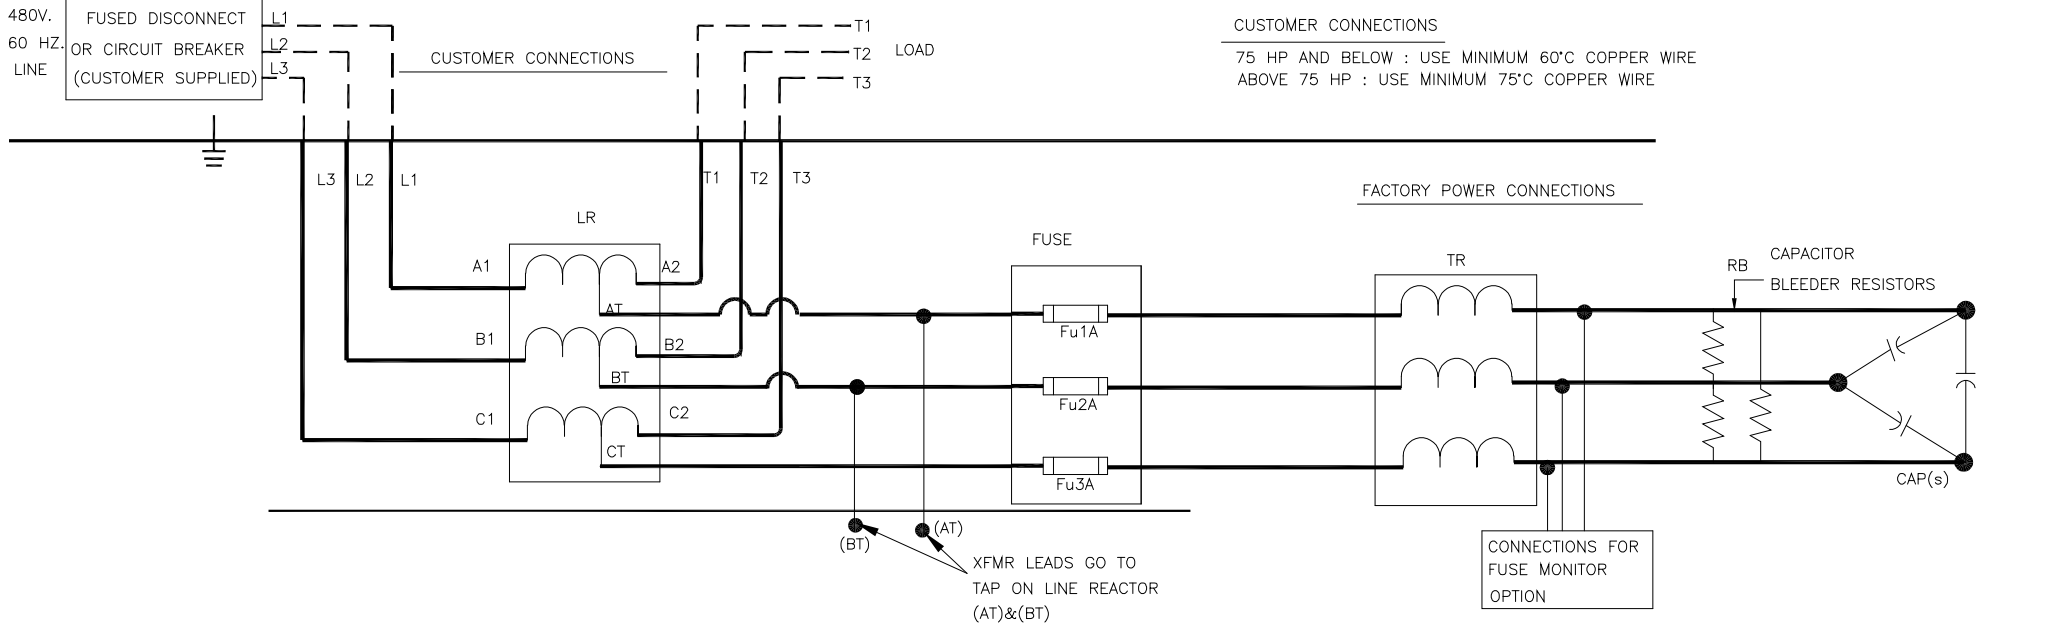 480V.
60 HZ.
LINE
FUSED DISCONNECT
OR CIRCUIT BREAKER
(CUSTOMER SUPPLIED)
L1
L2
L3
CUSTOMER CONNECTIONS
T1
T2
T3
LOAD
CUSTOMER CONNECTIONS
75 HP AND BELOW : USE MINIMUM 60°C COPPER WIRE
ABOVE 75 HP : USE MINIMUM 75°C COPPER WIRE
L3
L2
L1
T1
T2
T3
FACTORY POWER CONNECTIONS
LR
A1
A2
AT
B1
B2
BT
C1
C2
CT
FUSE
Fu1A
Fu2A
Fu3A
TR
RB
CAPACITOR
BLEEDER RESISTORS
CAP(s)
(BT)
(AT)
XFMR LEADS GO TO
TAP ON LINE REACTOR
(AT)&(BT)
CONNECTIONS FOR
FUSE MONITOR
OPTION